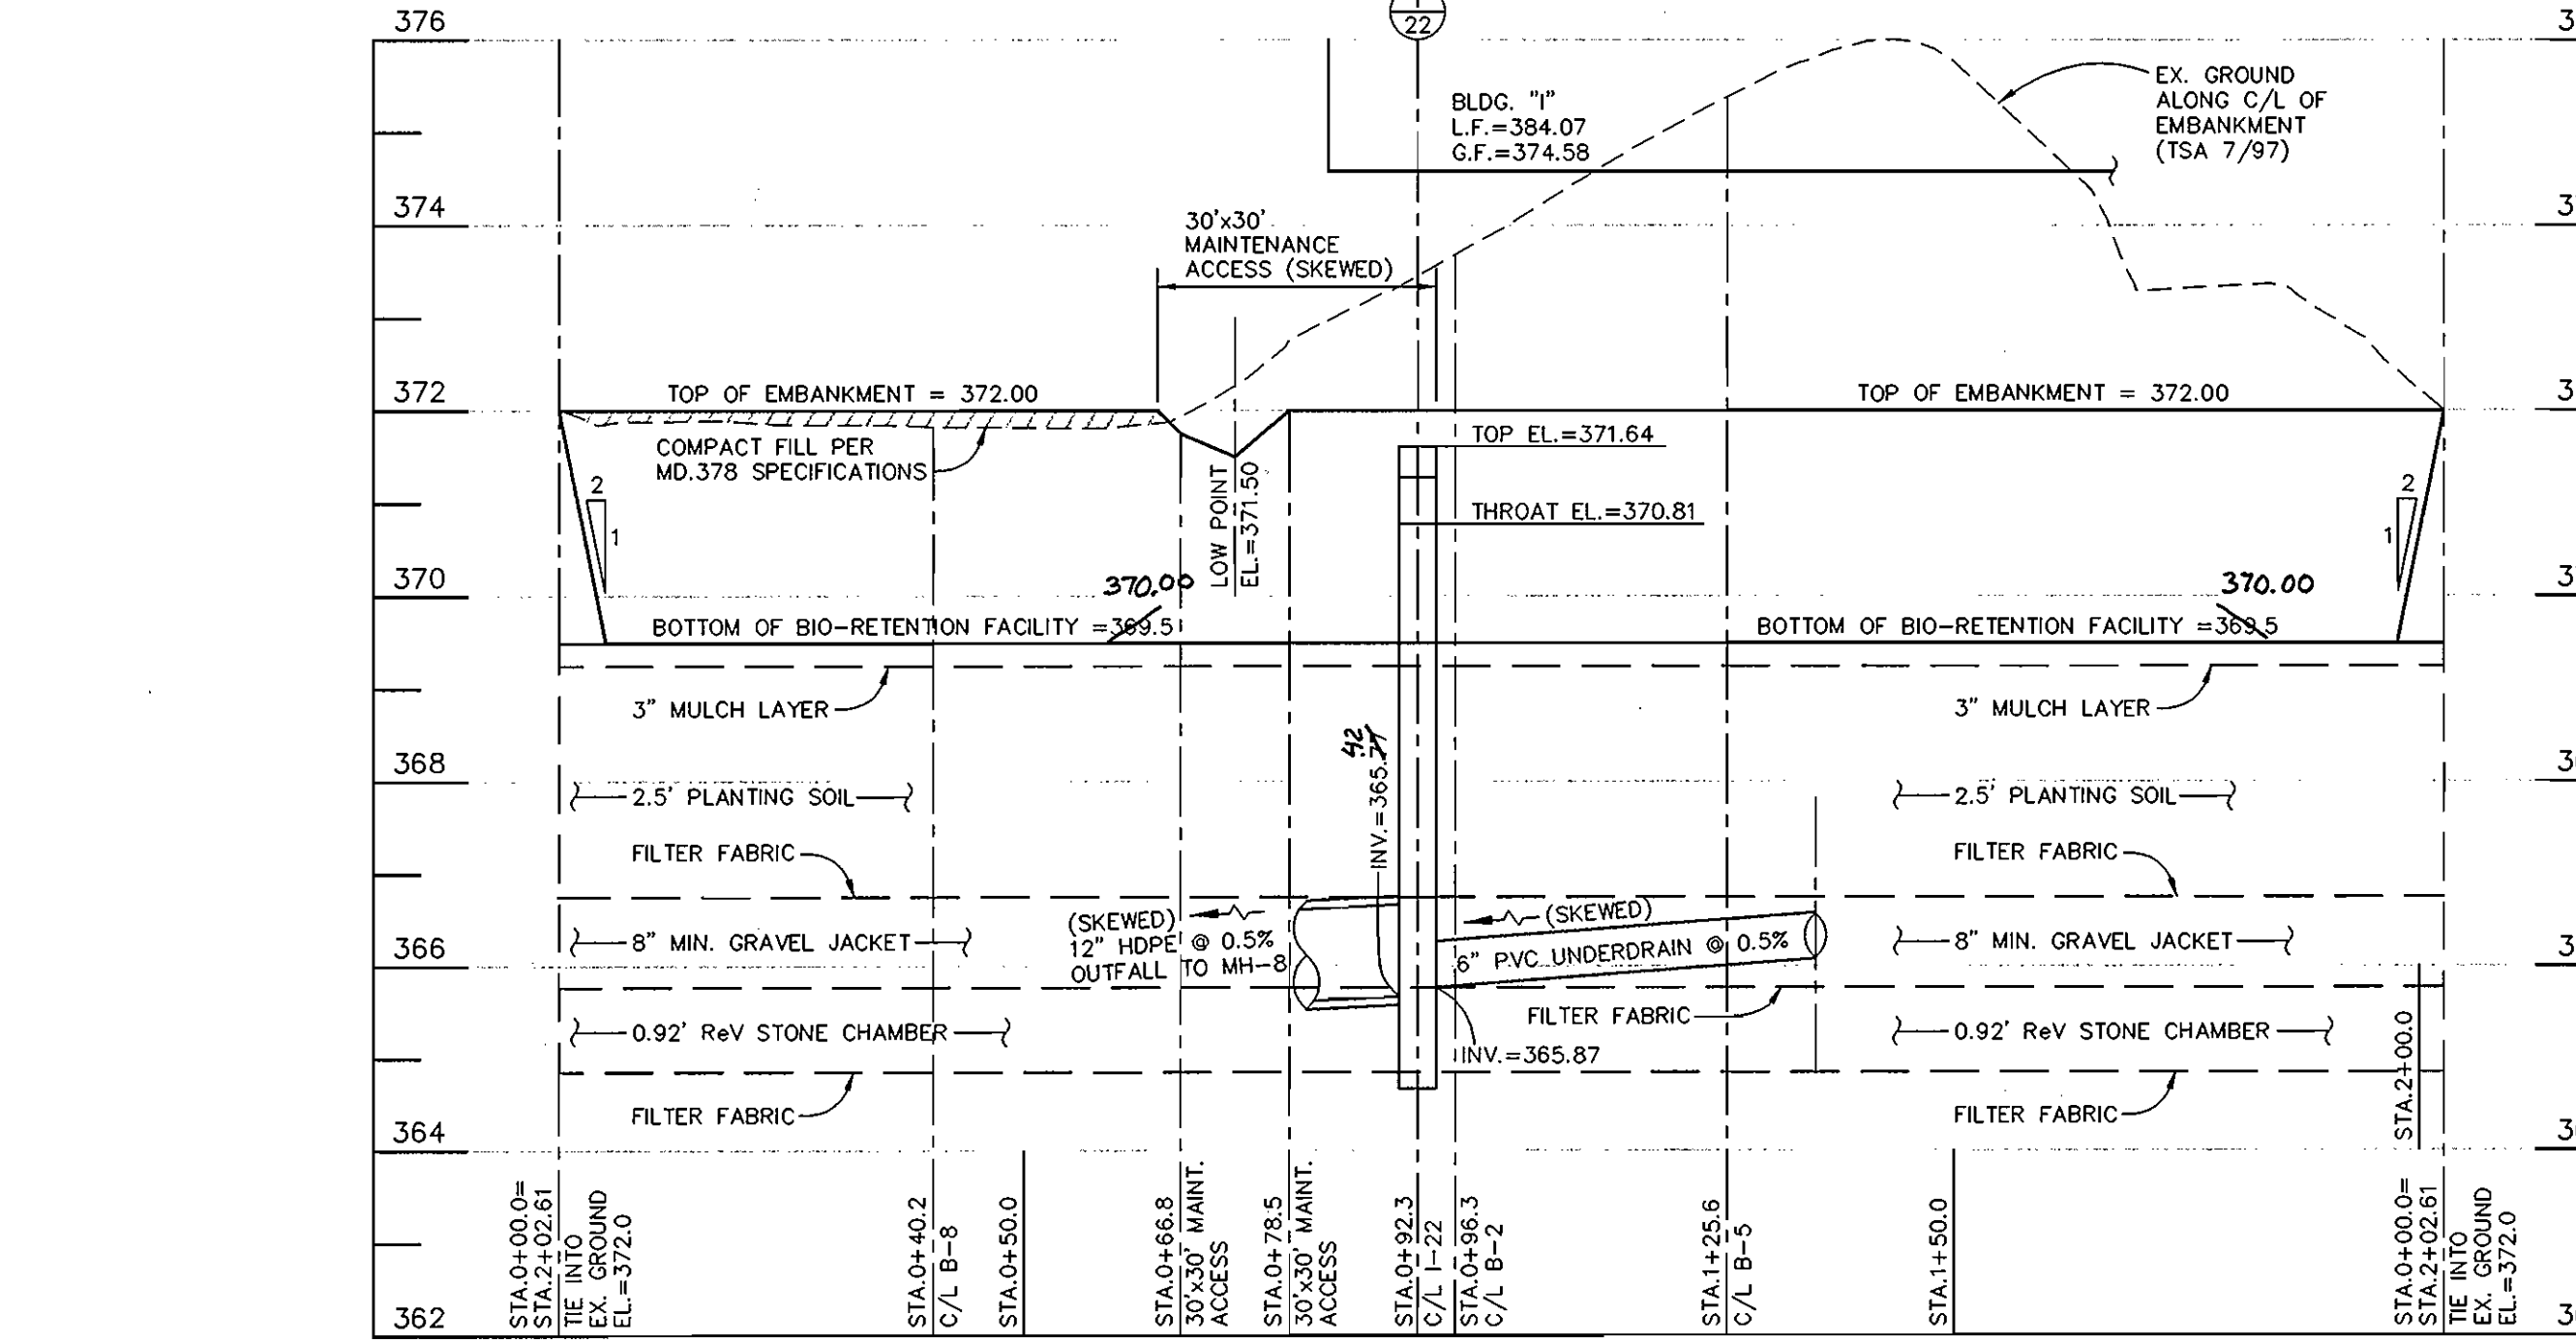 22
376
BLDG. "I"
L.F.=384.07
G.F.=374.58
EX. GROUND
ALONG C/L OF
EMBANKMENT
(TSA 7/97)
374
30'x30'
MAINTENANCE
ACCESS (SKEWED)
372
TOP OF EMBANKMENT = 372.00
TOP OF EMBANKMENT = 372.00
COMPACT FILL PER
MD.378 SPECIFICATIONS
TOP EL.=371.64
THROAT EL.=370.81
LOW POINT
EL.=371.50
2
1
2
1
370
370.00
370.00
BOTTOM OF BIO-RETENTION FACILITY =369.5
BOTTOM OF BIO-RETENTION FACILITY =369.5
3" MULCH LAYER
3" MULCH LAYER
42
INV.=365.77
368
2.5' PLANTING SOIL
2.5' PLANTING SOIL
FILTER FABRIC
FILTER FABRIC
366
8" MIN. GRAVEL JACKET
(SKEWED)
12" HDPE @ 0.5%
OUTFALL TO MH-8
(SKEWED)
6" PVC UNDERDRAIN @ 0.5%
8" MIN. GRAVEL JACKET
FILTER FABRIC
0.92' ReV STONE CHAMBER
0.92' ReV STONE CHAMBER
INV.=365.87
FILTER FABRIC
FILTER FABRIC
364
STA.2+00.0
362
STA.0+00.0=
STA.2+02.61
TIE INTO
EX. GROUND
EL.=372.0
STA.0+40.2
C/L B-8
STA.0+50.0
STA.0+66.8
30'x30' MAINT.
ACCESS
STA.0+78.5
30'x30' MAINT.
ACCESS
STA.0+92.3
C/L I-22
STA.0+96.3
C/L B-2
STA.1+25.6
C/L B-5
STA.1+50.0
STA.0+00.0=
STA.2+02.61
TIE INTO
EX. GROUND
EL.=372.0